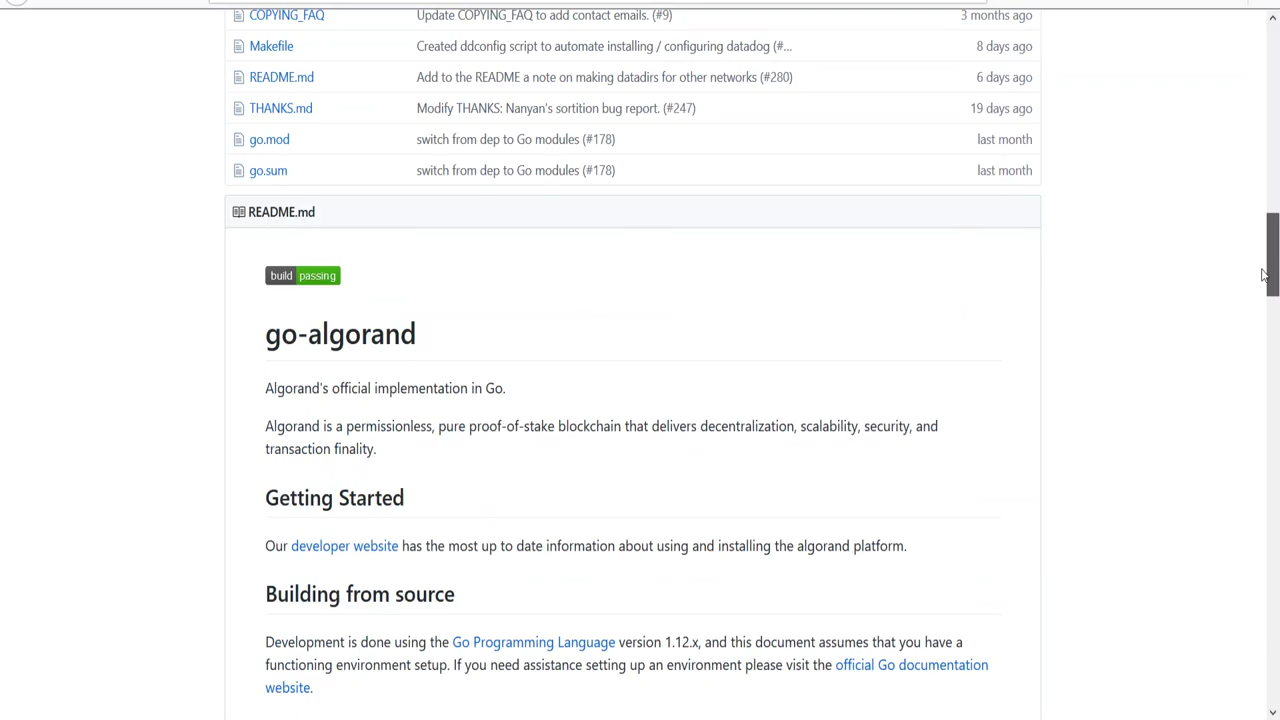 COPYING_FAQ Update COPYING_FAQ to add contact emails. (#9) 3 months ago
Makefile Created ddconfig script to automate installing / configuring datadog (#... 8 days ago
README.md Add to the README a note on making datadirs for other networks (#280) 6 days ago
THANKS.md Modify THANKS: Nanyan's sortition bug report. (#247) 19 days ago
go.mod switch from dep to Go modules (#178) last month
go.sum switch from dep to Go modules (#178) last month
README.md
build passing
go-algorand
Algorand's official implementation in Go.
Algorand is a permissionless, pure proof-of-stake blockchain that delivers decentralization, scalability, security, and
transaction finality.
Getting Started
Our developer website has the most up to date information about using and installing the algorand platform.
Building from source
Development is done using the Go Programming Language version 1.12.x, and this document assumes that you have a
functioning environment setup. If you need assistance setting up an environment please visit the official Go documentation
website.